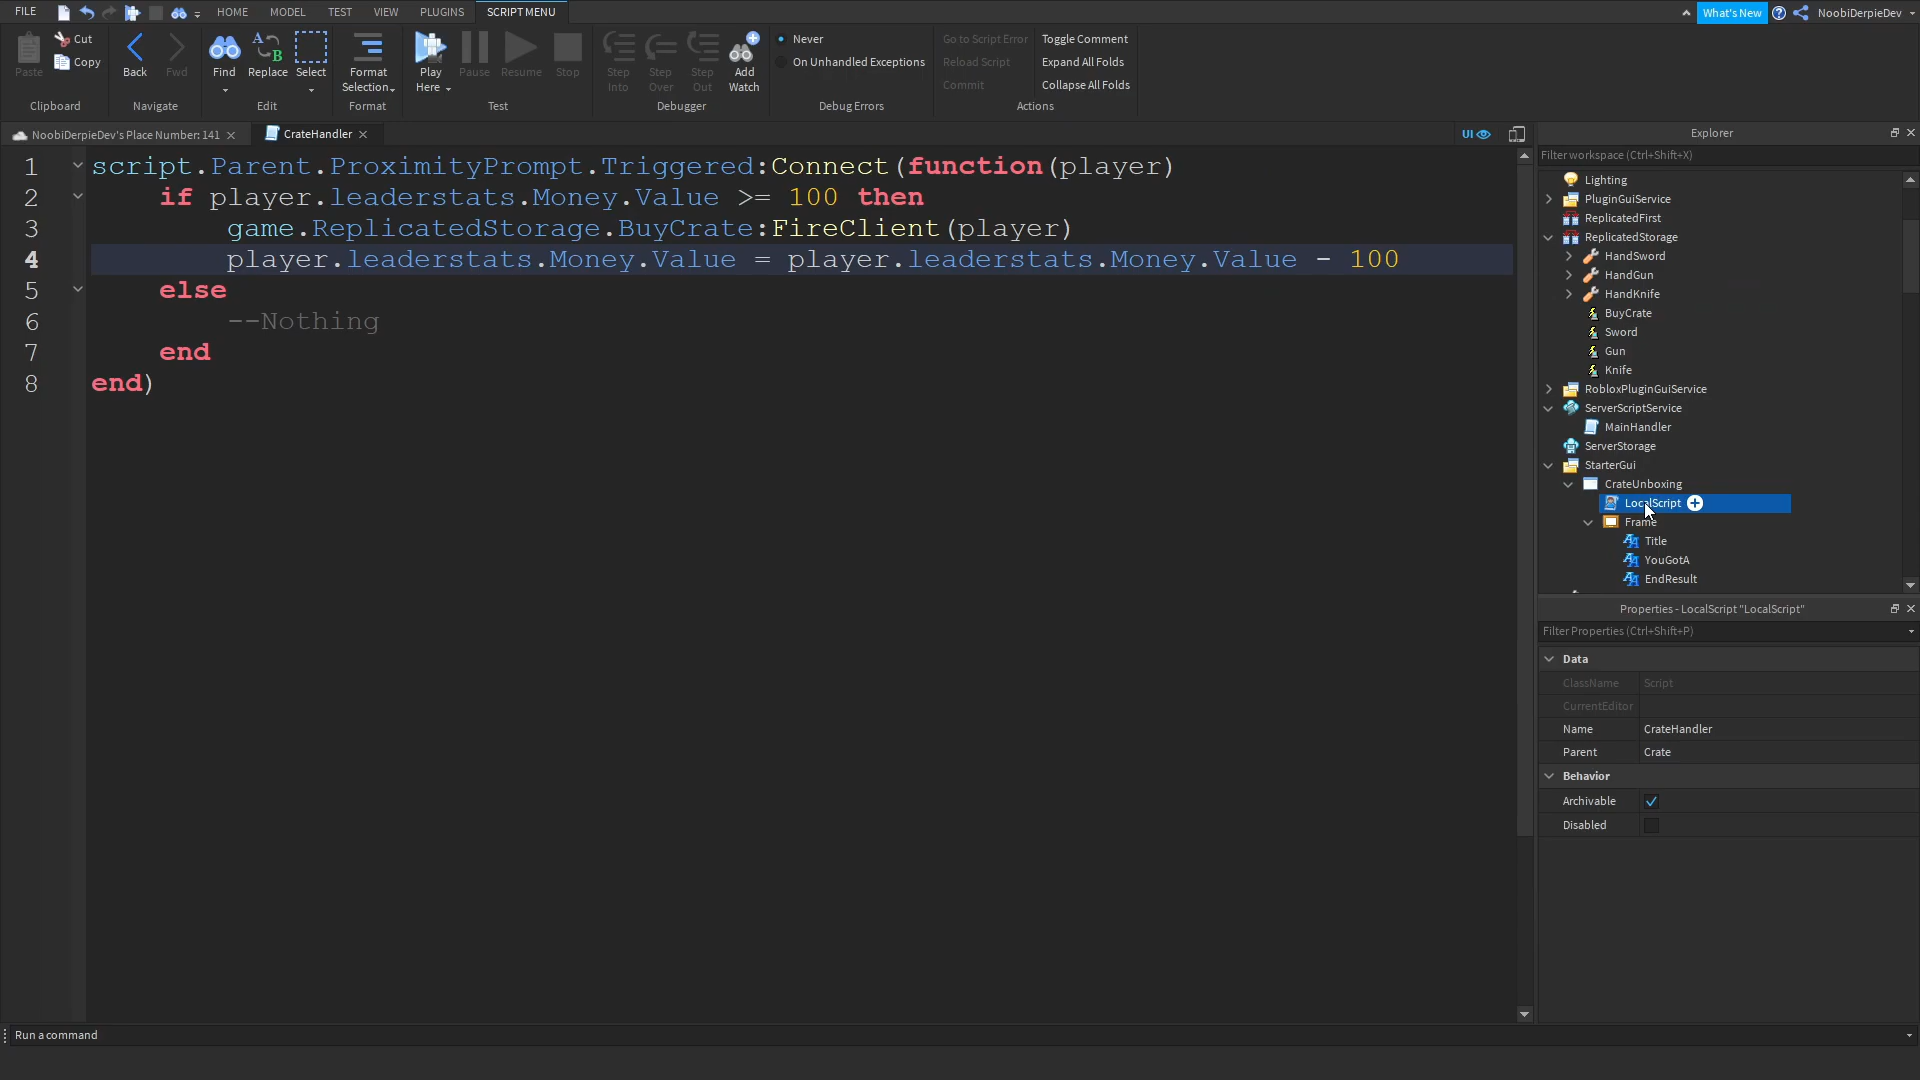 FILE HOME MODEL TEST VIEW PLUGINS SCRIPT MENU What's New NoobiDerpieDev
Paste Cut Copy Clipboard
Back Fwd Navigate
Find Replace Select Edit
Format Selection Format
Play Here Pause Resume Stop Test
Step Into Step Over Step Out Add Watch Debugger
Never
On Unhandled Exceptions
Debug Errors
Go to Script Error Toggle Comment
Reload Script Expand All Folds
Commit Collapse All Folds
Actions
NoobiDerpieDev's Place Number: 141 CrateHandler UI
1 script.Parent.ProximityPrompt.Triggered:Connect(function(player)
2 if player.leaderstats.Money.Value >= 100 then
3 game.ReplicatedStorage.BuyCrate:FireClient(player)
4 player.leaderstats.Money.Value = player.leaderstats.Money.Value - 100
5 else
6 --Nothing
7 end
8 end)
Explorer
Filter workspace (Ctrl+Shift+X)
Lighting
PluginGuiService
ReplicatedFirst
ReplicatedStorage
HandSword
HandGun
HandKnife
BuyCrate
Sword
Gun
Knife
RobloxPluginGuiService
ServerScriptService
MainHandler
ServerStorage
StarterGui
CrateUnboxing
LocalScript
Frame
Title
YouGotA
EndResult
Properties - LocalScript "LocalScript"
Filter Properties (Ctrl+Shift+P)
Data
ClassName Script
CurrentEditor
Name CrateHandler
Parent Crate
Behavior
Archivable
Disabled
Run a command